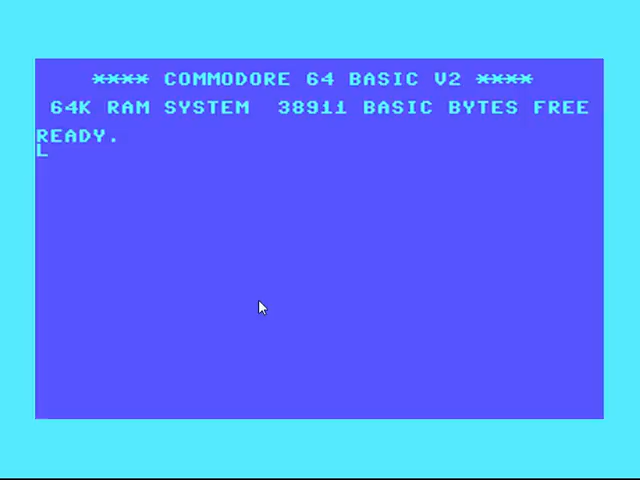 **** COMMODORE 64 BASIC V2 ****
64K RAM SYSTEM  38911 BASIC BYTES FREE
READY.
L